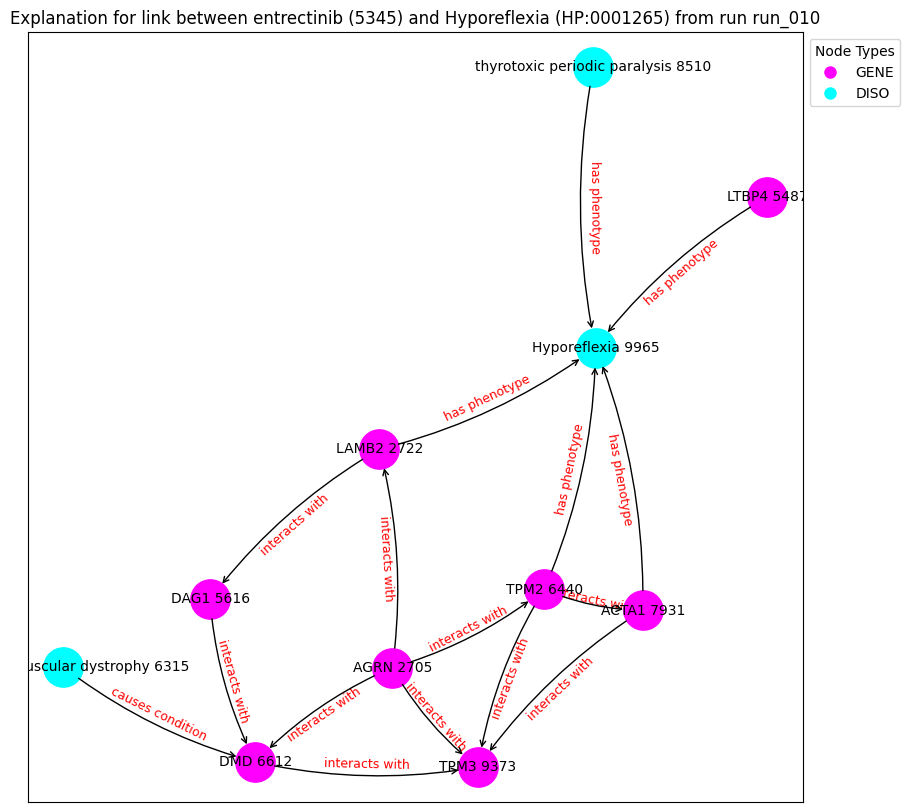 Explanation for link between entrectinib (5345) and Hyporeflexia (HP:0001265) from run run_010
Node Types
GENE
DISO
thyrotoxic periodic paralysis 8510
has phenotype
LTBP4 5487
has phenotype
Hyporeflexia 9965
has phenotype
LAMB2 2722
has phenotype
has phenotype
interacts with
interacts with
DAG1 5616
TPM2 6440
ACTA1 7931
interacts with
interacts with
uscular dystrophy 6315
AGRN 2705
interacts with
interacts with
causes condition
interacts with
interacts with
DMD 6612
interacts with
TPM3 9373